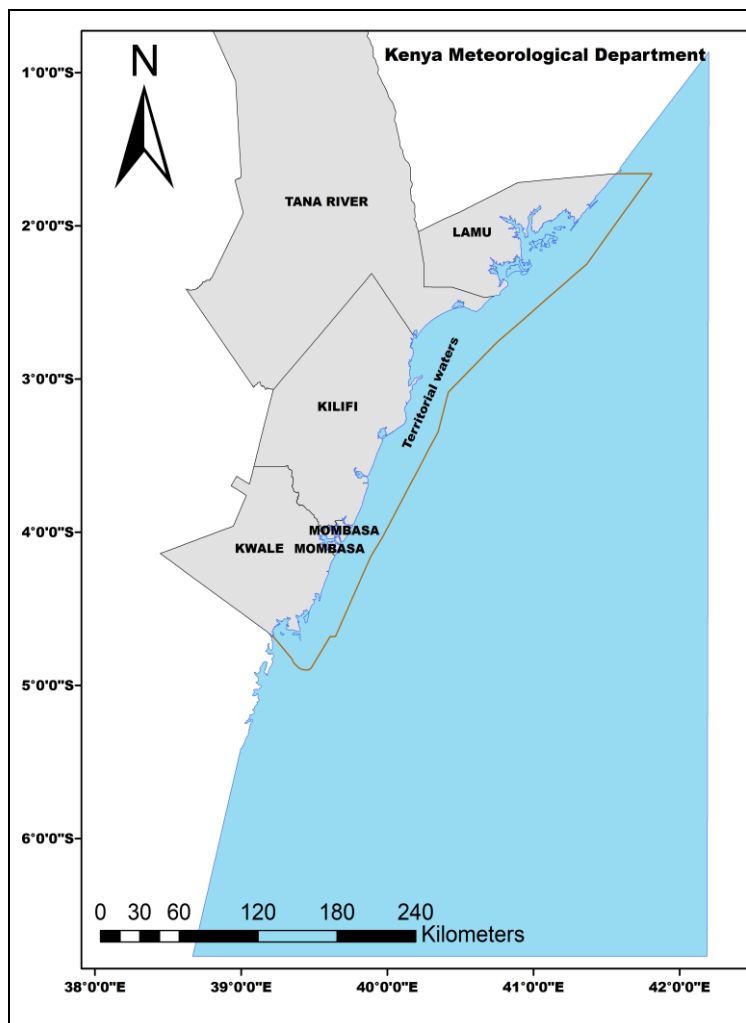 Kenya Meteorological Department
N
1°0'0"S
2°0'0"S
3°0'0"S
4°0'0"S
5°0'0"S
6°0'0"S
TANA RIVER
LAMU
Territorial waters
KILIFI
MOMBASA
KWALE MOMBASA
0 30 60 120 180 240
Kilometers
38°0'0"E 39°0'0"E 40°0'0"E 41°0'0"E 42°0'0"E